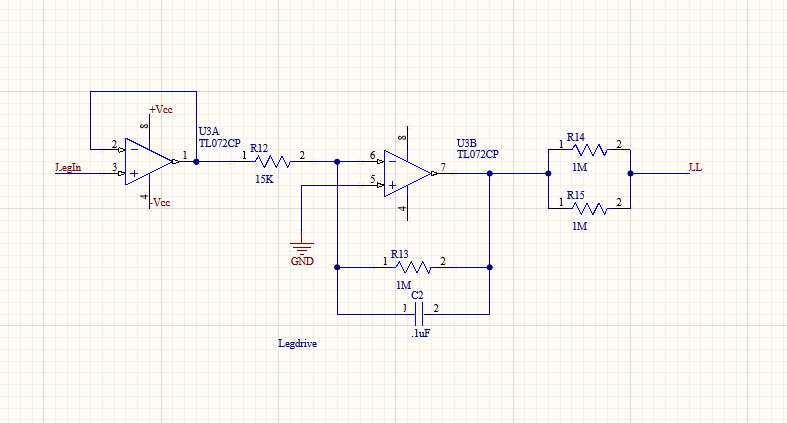 +Vcc
8
U3A
TL072CP
2
1
LegIn
3
4
-Vcc
R12
1
2
15K
8
U3B
TL072CP
6
7
5
4
GND
R13
1
2
1M
C2
1
2
.1uF
R14
1
2
1M
R15
1
2
1M
LL
Legdrive